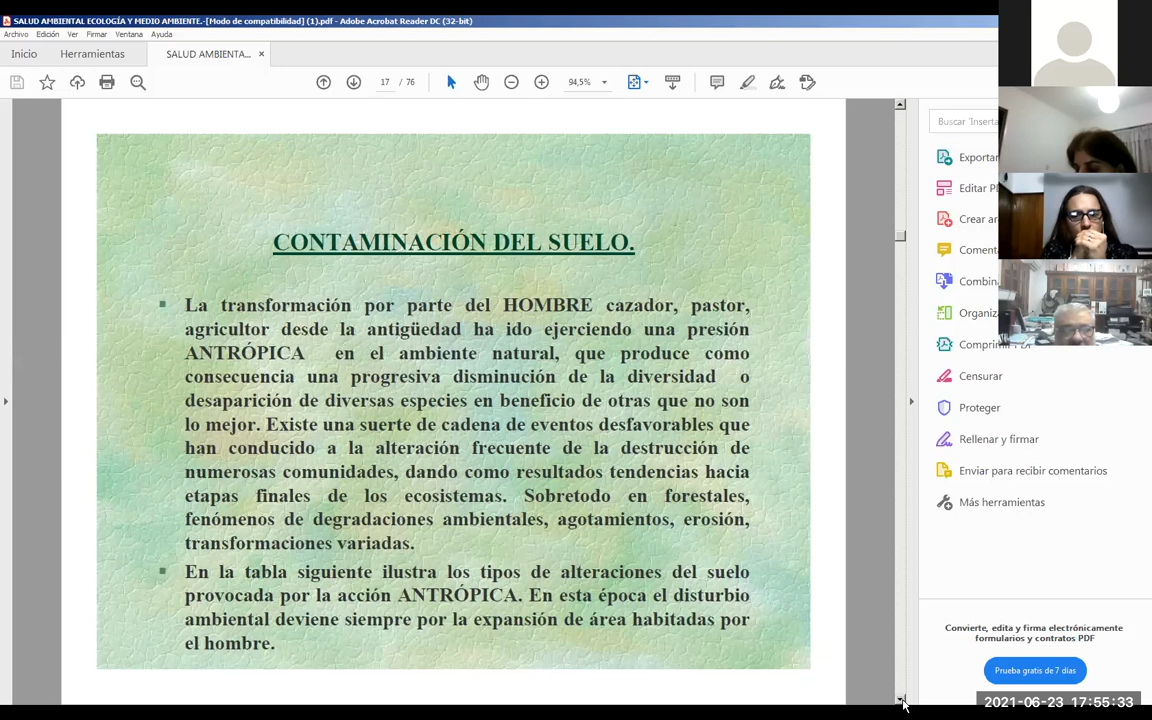 SALUD AMBIENTAL ECOLOGÍA Y MEDIO AMBIENTE.-[Modo de compatibilidad] (1).pdf - Adobe Acrobat Reader DC (32-bit)
Archivo Edición Ver Firmar Ventana Ayuda
Inicio Herramientas SALUD AMBIENTA... ×
17 / 76 94,5%
Buscar 'Inserta
CONTAMINACIÓN DEL SUELO.
▪ La transformación por parte del HOMBRE cazador, pastor,
agricultor desde la antigüedad ha ido ejerciendo una presión
ANTRÓPICA en el ambiente natural, que produce como
consecuencia una progresiva disminución de la diversidad o
desaparición de diversas especies en beneficio de otras que no son
lo mejor. Existe una suerte de cadena de eventos desfavorables que
han conducido a la alteración frecuente de la destrucción de
numerosas comunidades, dando como resultados tendencias hacia
etapas finales de los ecosistemas. Sobretodo en forestales,
fenómenos de degradaciones ambientales, agotamientos, erosión,
transformaciones variadas.
▪ En la tabla siguiente ilustra los tipos de alteraciones del suelo
provocada por la acción ANTRÓPICA. En esta época el disturbio
ambiental deviene siempre por la expansión de área habitadas por
el hombre.
Exportar
Editar PD
Crear ar
Comenta
Combin
Organiza
Comprimir PDF
Censurar
Proteger
Rellenar y firmar
Enviar para recibir comentarios
Más herramientas
Convierte, edita y firma electrónicamente
formularios y contratos PDF
Prueba gratis de 7 días
2021-06-23 17:55:33